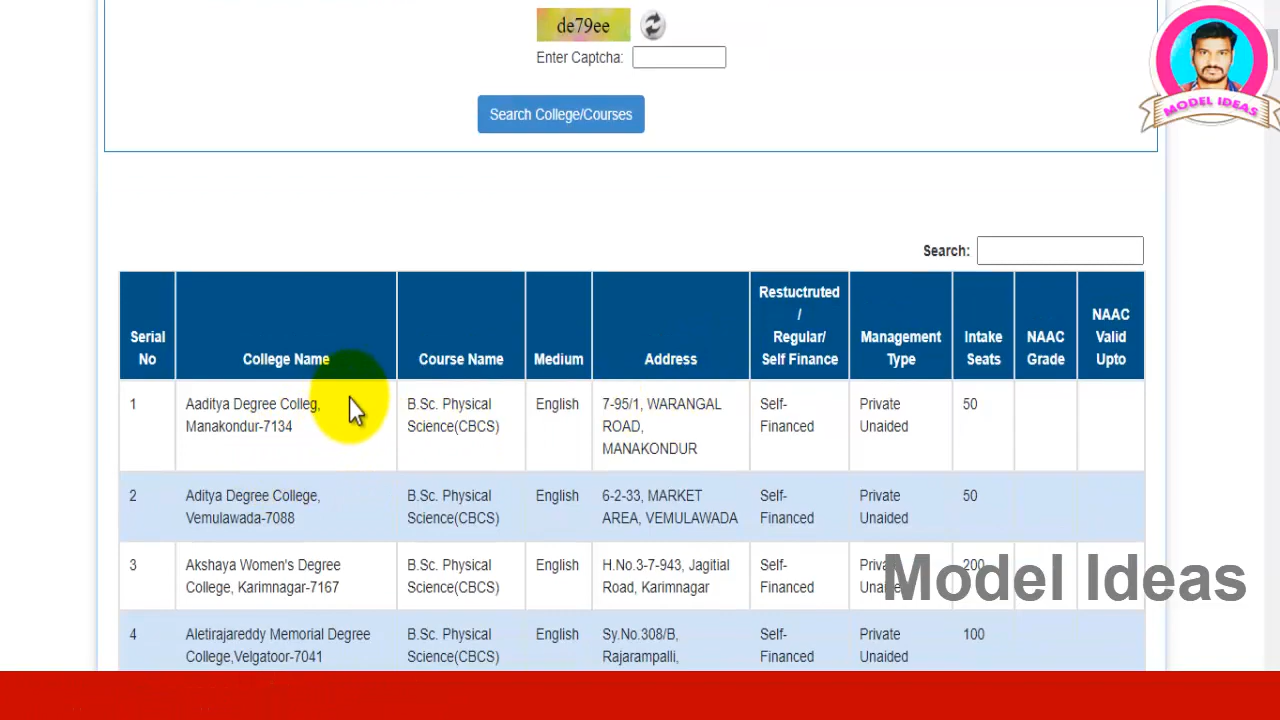 de79ee
Enter Captcha:
Search College/Courses
MODEL IDEAS
Search:
Serial No
College Name
Course Name
Medium
Address
Restuctruted / Regular/ Self Finance
Management Type
Intake Seats
NAAC Grade
NAAC Valid Upto
1
Aaditya Degree Colleg,
Manakondur-7134
B.Sc. Physical
Science(CBCS)
English
7-95/1, WARANGAL
ROAD,
MANAKONDUR
Self-
Financed
Private
Unaided
50
2
Aditya Degree College,
Vemulawada-7088
B.Sc. Physical
Science(CBCS)
English
6-2-33, MARKET
AREA, VEMULAWADA
Self-
Financed
Private
Unaided
50
3
Akshaya Women's Degree
College, Karimnagar-7167
B.Sc. Physical
Science(CBCS)
English
H.No.3-7-943, Jagitial
Road, Karimnagar
Self-
Financed
Private
Unaided
200
Model Ideas
4
Aletirajareddy Memorial Degree
College,Velgatoor-7041
B.Sc. Physical
Science(CBCS)
English
Sy.No.308/B,
Rajarampalli,
Self-
Financed
Private
Unaided
100